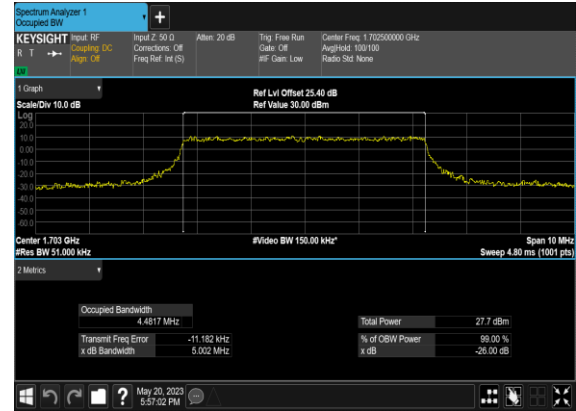 Spectrum Analyzer 1
Occupied BW
+
KEYSIGHT Input: RF Input Z: 50 Ω Atten: 20 dB Trig: Free Run Center Freq: 1.702500000 GHz
R T Coupling: DC Corrections: Off Gate: Off Avg|Hold: 100/100
Align: Off Freq Ref: Int (S) #IF Gain: Low Radio Std: None
1 Graph
Ref Lvl Offset 25.40 dB
Scale/Div 10.0 dB Ref Value 30.00 dBm
Log
20.0
10.0
0.00
-10.0
-20.0
-30.0
-40.0
-50.0
-60.0
Center 1.703 GHz #Video BW 150.00 kHz* Span 10 MHz
#Res BW 51.000 kHz Sweep 4.80 ms (1001 pts)
2 Metrics
Occupied Bandwidth
4.4817 MHz Total Power 27.7 dBm
Transmit Freq Error -11.182 kHz % of OBW Power 99.00 %
x dB Bandwidth 5.002 MHz x dB -26.00 dB
? May 20, 2023
5:57:02 PM